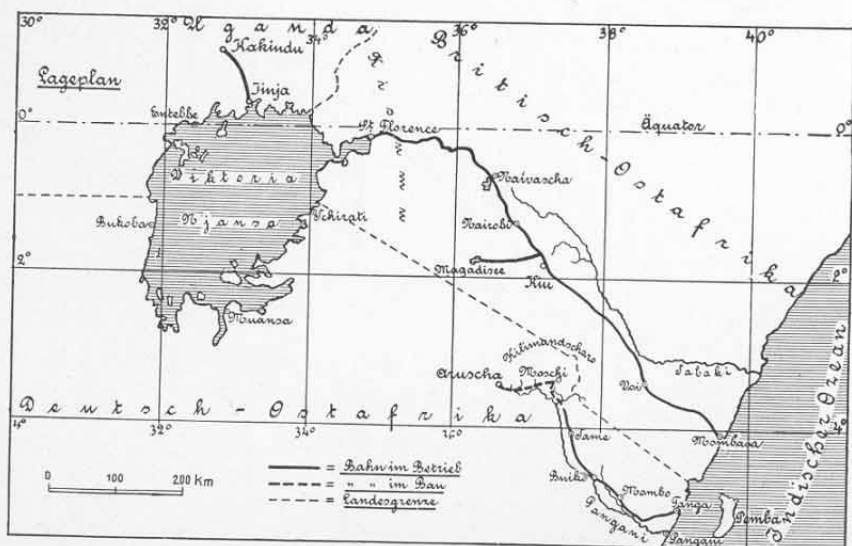 30°
32°
Uganda
34°
36°
38°
40°
Kakindu
Lageplan
Jinja
Britisch-Ostafrika
0°
Entebbe
St. Florence
Äquator
0°
Viktoria
Naivascha
Bukoba
Njansa
Schirati
Nairobi
2°
Magadisee
Kiu
2°
Muansa
Kilimandscharo
Aruscha
Moschi
Voi
Sabaki
Deutsch-Ostafrika
4°
32°
34°
36°
4°
Same
Mombasa
Indischer Ozean
0 100 200 Km
= Bahn im Betrieb
= " " im Bau
= Landesgrenze
Buiko
Mombo
Tanga
Pemba
Pangani
Pangani